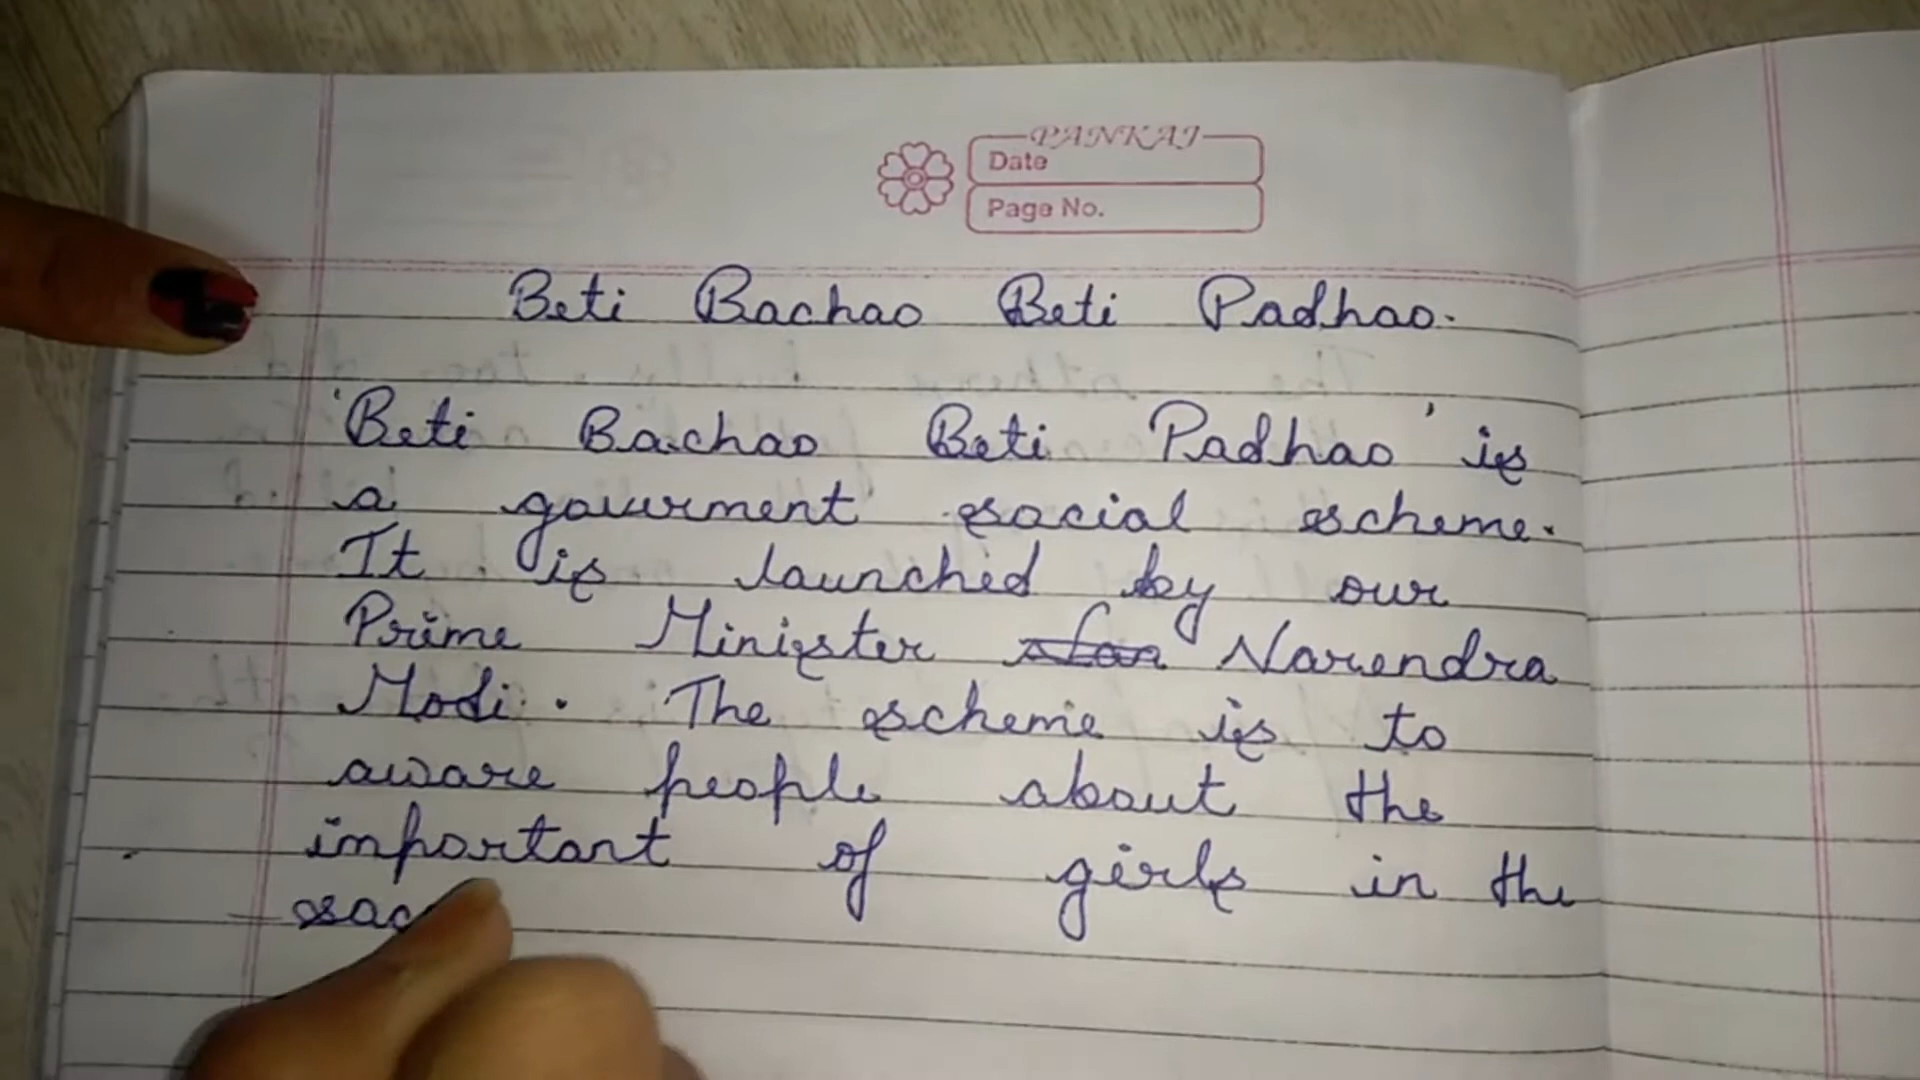 PANKAJ
Date
Page No.
Beti Bachao Beti Padhao.
'Beti Bachao Beti Padhao' is
a gouurment social scheme.
It is launched by our
Prime Minister Narendra
Modi. The scheme is to
aware people about the
important of girls in the